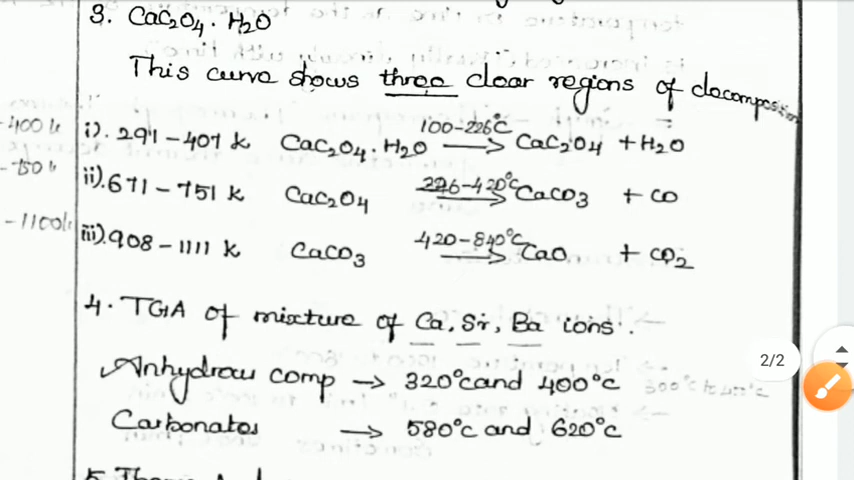 3. CaC₂O₄ . H₂O
This curve shows three clear regions of decomposition
i). 291 – 407 k CaC₂O₄ . H₂O 100-226°C → CaC₂O₄ + H₂O
ii). 671 – 751 k CaC₂O₄ 226-420°C → CaCO₃ + CO
iii). 908 – 1111 k CaCO₃ 420-840°C → CaO + CO₂
4. TGA of mixture of Ca, Sr, Ba ions.
Anhydrous comp → 320°C and 400°C
Carbonates → 580°C and 620°C
2/2
-400 k
-750 k
-1100 k